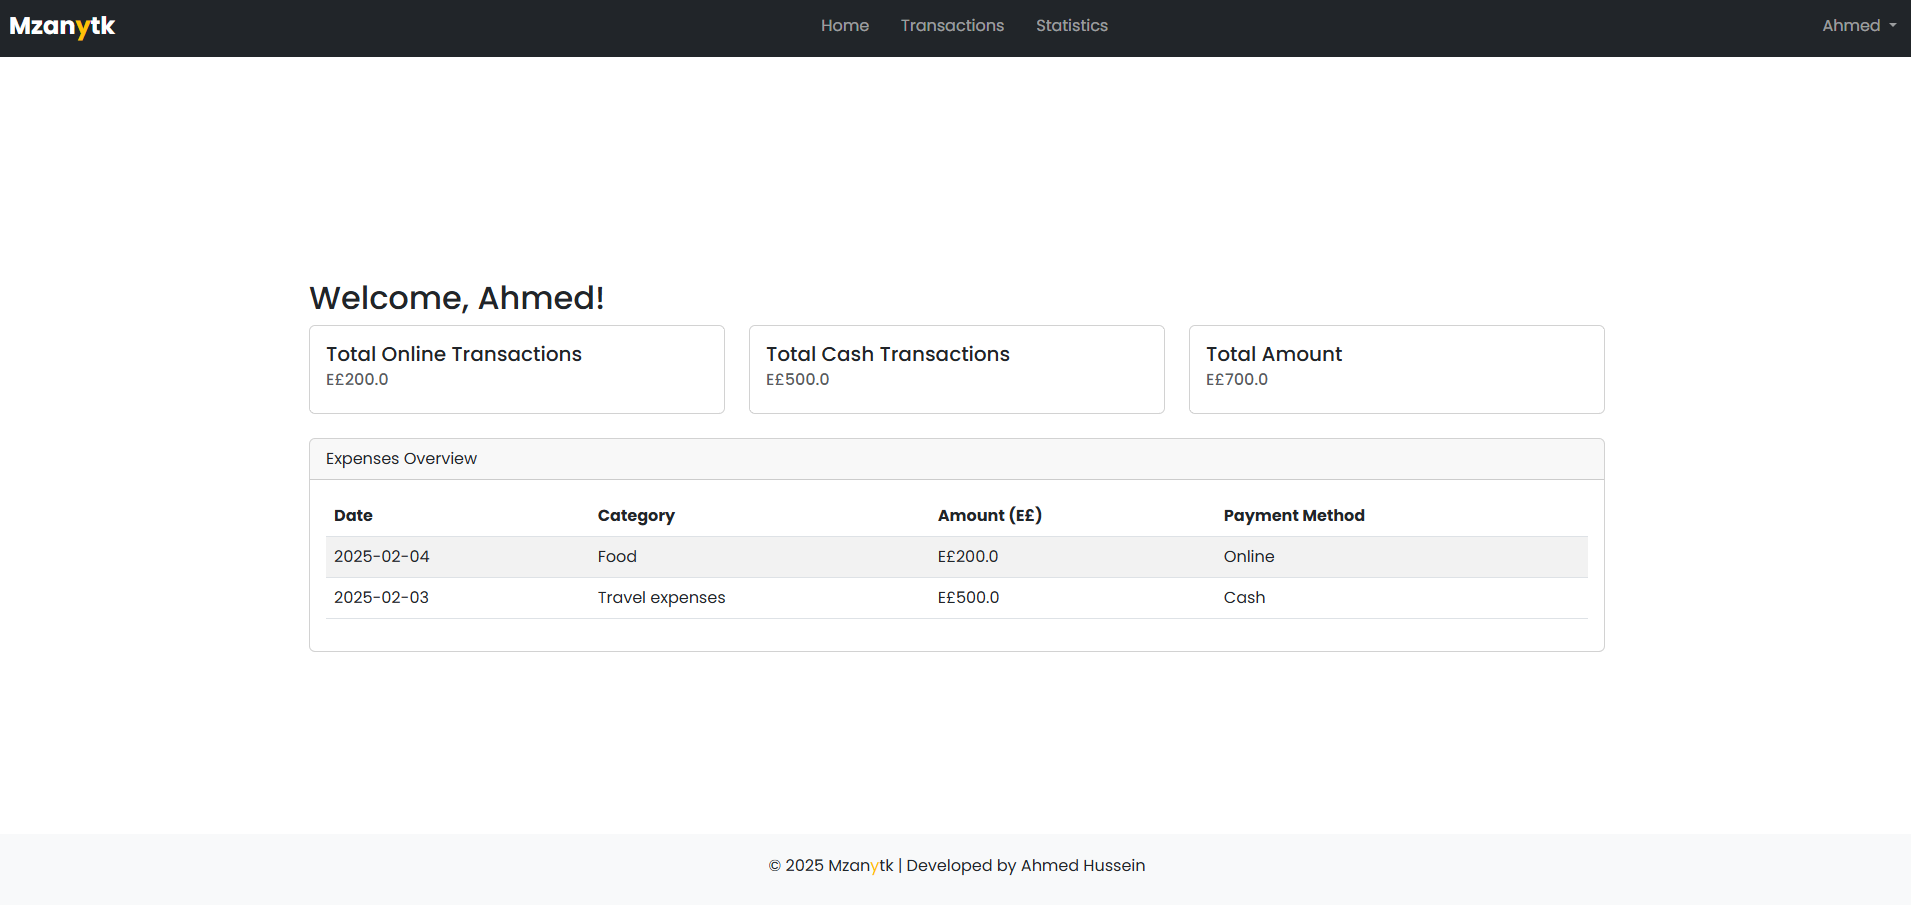 Mzanytk Home Transactions Statistics Ahmed
Welcome, Ahmed!
Total Online Transactions
E£200.0
Total Cash Transactions
E£500.0
Total Amount
E£700.0
Expenses Overview
Date Category Amount (E£) Payment Method
2025-02-04 Food E£200.0 Online
2025-02-03 Travel expenses E£500.0 Cash
© 2025 Mzanytk | Developed by Ahmed Hussein